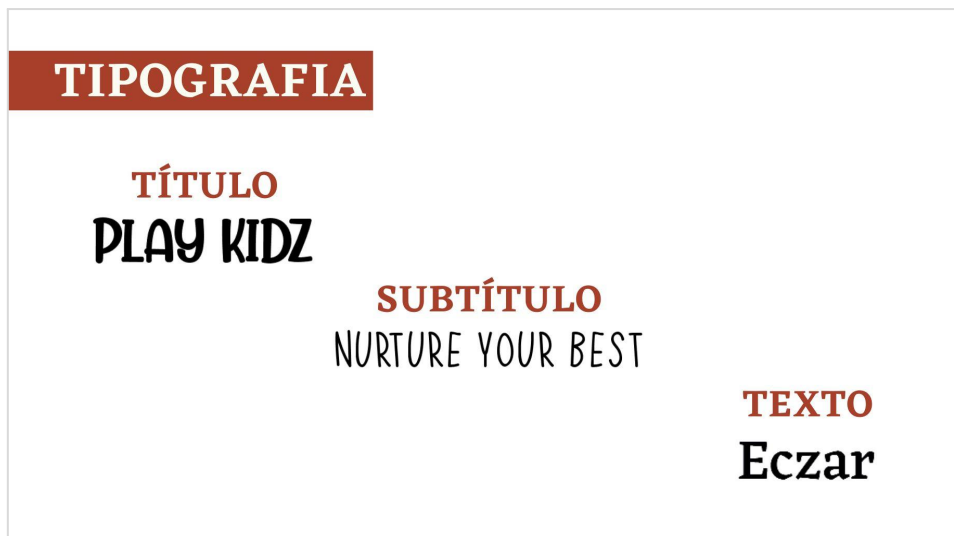 TIPOGRAFIA
TÍTULO
PLAY KIDZ
SUBTÍTULO
NURTURE YOUR BEST
TEXTO
Eczar